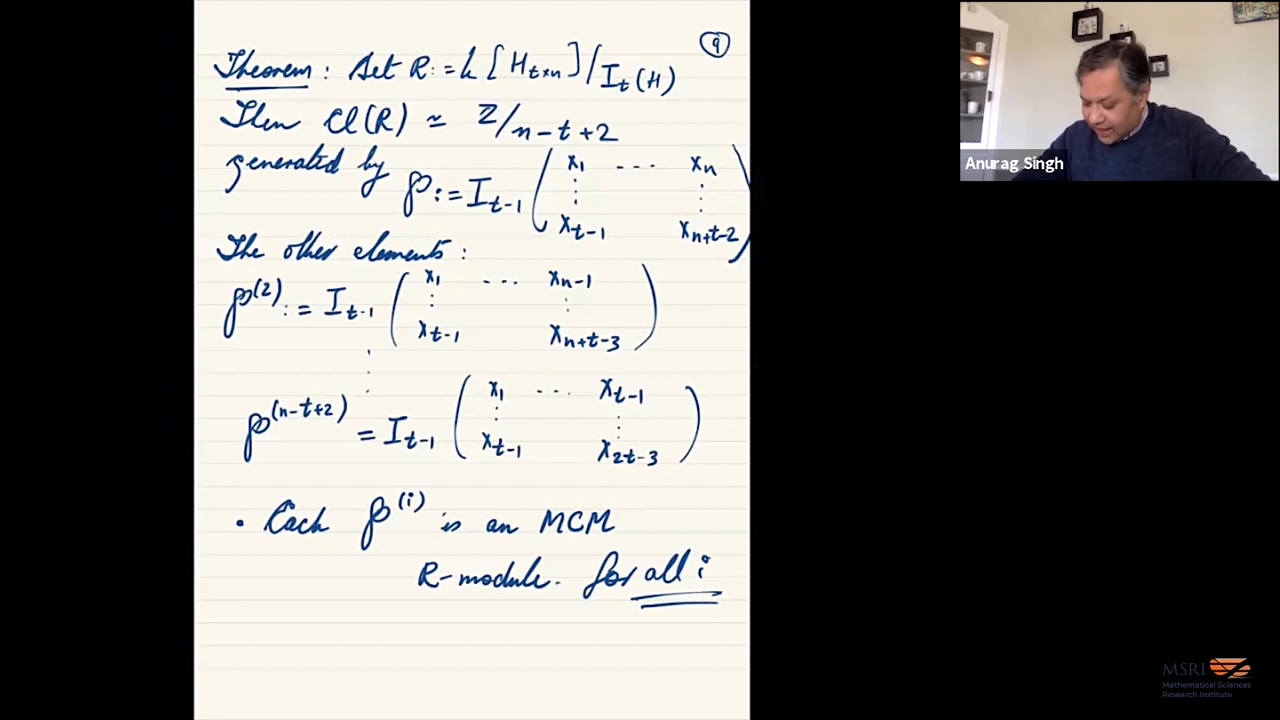 9
Theorem: Set R := k[H_{t×n}]/I_t(H)
Then Cl(R) ≃ ℤ/n-t+2
generated by ℘ := I_{t-1} ( x_1 --- x_n
⋮ ⋮
x_{t-1} x_{n+t-2} )
The other elements:
℘^{(2)} := I_{t-1} ( x_1 --- x_{n-1}
⋮ ⋮
x_{t-1} x_{n+t-3} )
⋮
℘^{(n-t+2)} = I_{t-1} ( x_1 --- x_{t-1}
⋮ ⋮
x_{t-1} x_{2t-3} )
• Each ℘^{(i)} is an MCM
R-module. for all i
Anurag Singh
MSRI
Mathematical Sciences
Research Institute